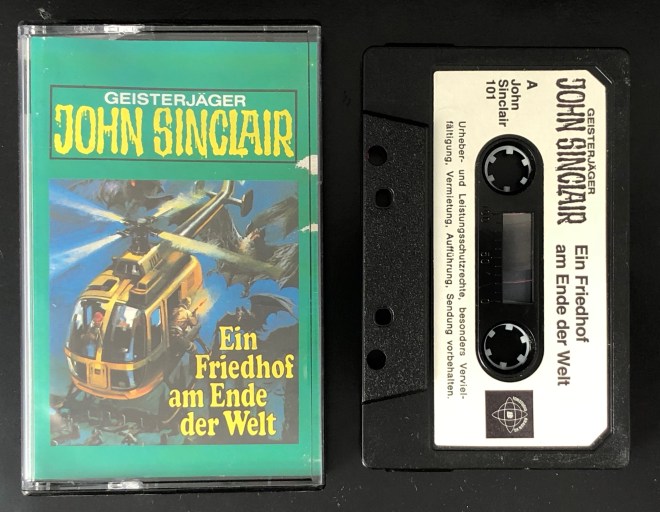 GEISTERJÄGER
JOHN SINCLAIR
Ein
Friedhof
am Ende
der Welt
GEISTERJÄGER
JOHN SINCLAIR
Ein Friedhof
am Ende der Welt
A
John
Sinclair
101
Urheber- und Leistungsschutzrechte, besonders Verviel-
fältigung, Vermietung, Aufführung, Sendung vorbehalten.